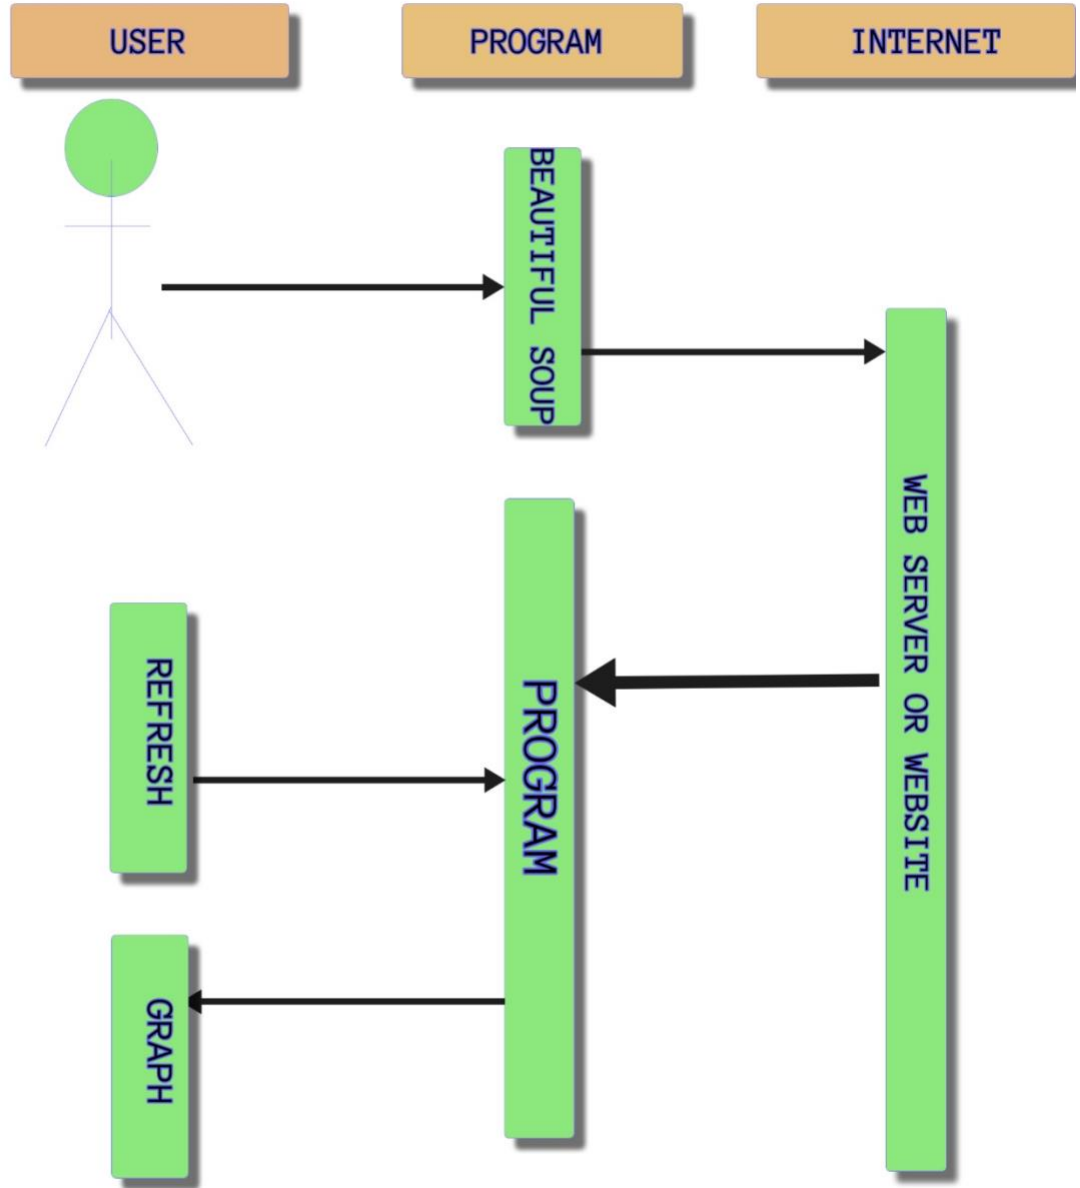 USER
PROGRAM
INTERNET
BEAUTIFUL SOUP
WEB SERVER OR WEBSITE
PROGRAM
REFRESH
GRAPH